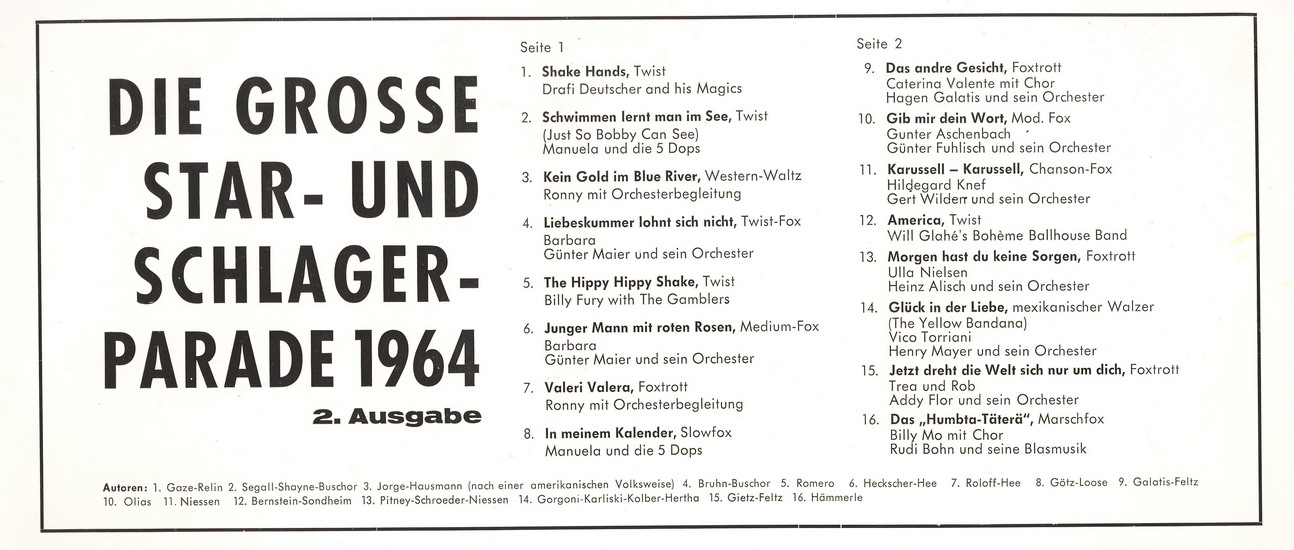 DIE GROSSE
STAR- UND
SCHLAGER-
PARADE 1964
2. Ausgabe
Seite 1
1. Shake Hands, Twist
Drafi Deutscher and his Magics
2. Schwimmen lernt man im See, Twist
(Just So Bobby Can See)
Manuela und die 5 Dops
3. Kein Gold im Blue River, Western-Waltz
Ronny mit Orchesterbegleitung
4. Liebeskummer lohnt sich nicht, Twist-Fox
Barbara
Günter Maier und sein Orchester
5. The Hippy Hippy Shake, Twist
Billy Fury with The Gamblers
6. Junger Mann mit roten Rosen, Medium-Fox
Barbara
Günter Maier und sein Orchester
7. Valeri Valera, Foxtrott
Ronny mit Orchesterbegleitung
8. In meinem Kalender, Slowfox
Manuela und die 5 Dops
Seite 2
9. Das andre Gesicht, Foxtrott
Caterina Valente mit Chor
Hagen Galatis und sein Orchester
10. Gib mir dein Wort, Mod. Fox
Gunter Aschenbach
Günter Fuhlisch und sein Orchester
11. Karussell – Karussell, Chanson-Fox
Hildegard Knef
Gert Wilden und sein Orchester
12. America, Twist
Will Glahé's Bohème Ballhouse Band
13. Morgen hast du keine Sorgen, Foxtrott
Ulla Nielsen
Heinz Alisch und sein Orchester
14. Glück in der Liebe, mexikanischer Walzer
(The Yellow Bandana)
Vico Torriani
Henry Mayer und sein Orchester
15. Jetzt dreht die Welt sich nur um dich, Foxtrott
Trea und Rob
Addy Flor und sein Orchester
16. Das „Humbta-Täterä“, Marschfox
Billy Mo mit Chor
Rudi Bohn und seine Blasmusik
Autoren: 1. Gaze-Relin 2. Segall-Shayne-Buschor 3. Jorge-Hausmann (nach einer amerikanischen Volksweise) 4. Bruhn-Buschor 5. Romero 6. Heckscher-Hee 7. Roloff-Hee 8. Götz-Loose 9. Galatis-Feltz
10. Olias 11. Niessen 12. Bernstein-Sondheim 13. Pitney-Schroeder-Niessen 14. Gorgoni-Karliski-Kolber-Hertha 15. Gietz-Feltz 16. Hämmerle